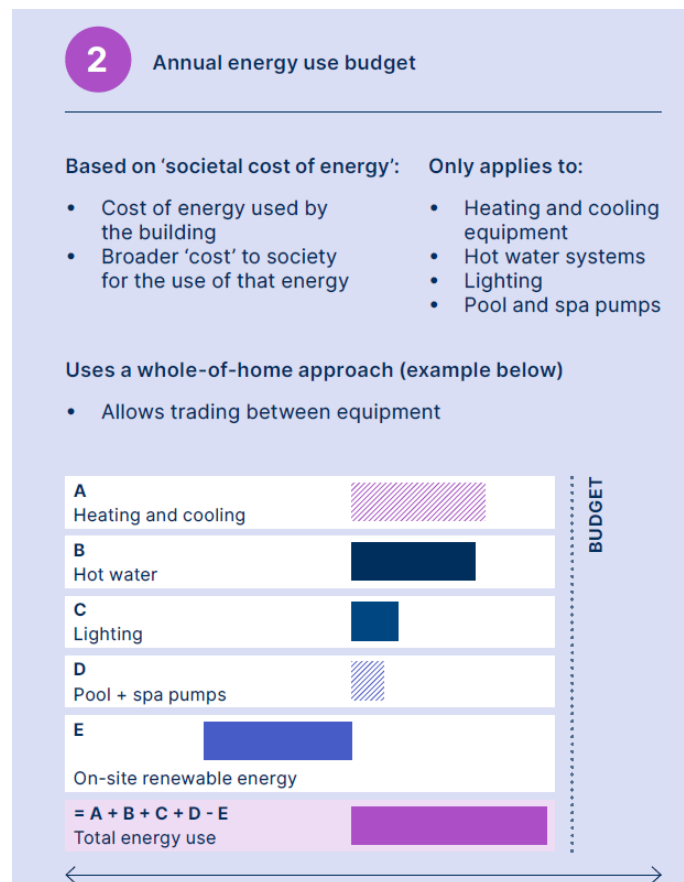 2
Annual energy use budget
Based on ‘societal cost of energy’:
• Cost of energy used by
the building
• Broader ‘cost’ to society
for the use of that energy
Only applies to:
• Heating and cooling
equipment
• Hot water systems
• Lighting
• Pool and spa pumps
Uses a whole-of-home approach (example below)
• Allows trading between equipment
A
Heating and cooling
B
Hot water
C
Lighting
D
Pool + spa pumps
E
On-site renewable energy
= A + B + C + D - E
Total energy use
BUDGET